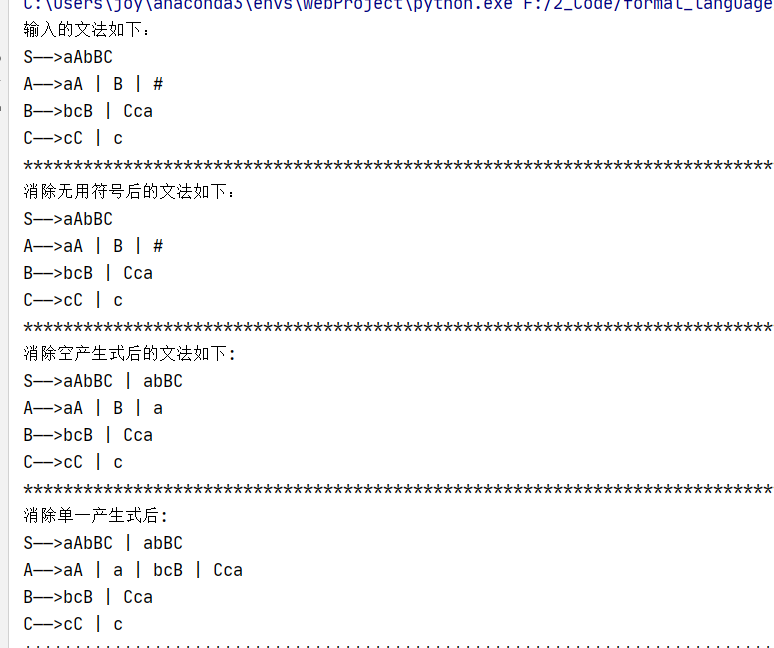 C:\Users\joy\anaconda3\envs\webProject\python.exe F:/2_Code/formal_language
输入的文法如下:
S——>aAbBC
A——>aA | B | #
B——>bcB | Cca
C——>cC | c
***************************************************************************
消除无用符号后的文法如下:
S——>aAbBC
A——>aA | B | #
B——>bcB | Cca
C——>cC | c
***************************************************************************
消除空产生式后的文法如下:
S——>aAbBC | abBC
A——>aA | B | a
B——>bcB | Cca
C——>cC | c
***************************************************************************
消除单一产生式后:
S——>aAbBC | abBC
A——>aA | a | bcB | Cca
B——>bcB | Cca
C——>cC | c